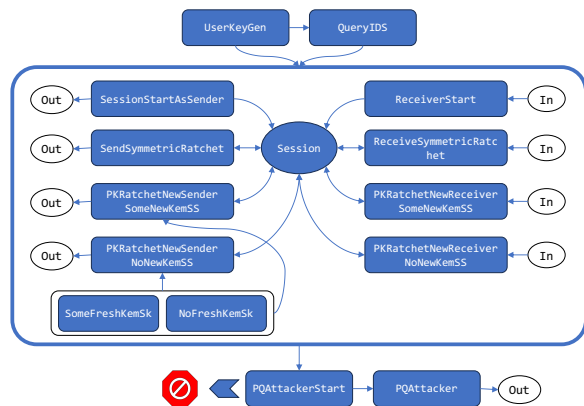 UserKeyGen
QueryIDS
Out
SessionStartAsSender
ReceiverStart
In
Out
SendSymmetricRatchet
Session
ReceiveSymmetricRatc
het
In
Out
PKRatchetNewSender
SomeNewKemSS
PKRatchetNewReceiver
SomeNewKemSS
In
Out
PKRatchetNewSender
NoNewKemSS
PKRatchetNewReceiver
NoNewKemSS
In
SomeFreshKemSk
NoFreshKemSk
PQAttackerStart
PQAttacker
Out